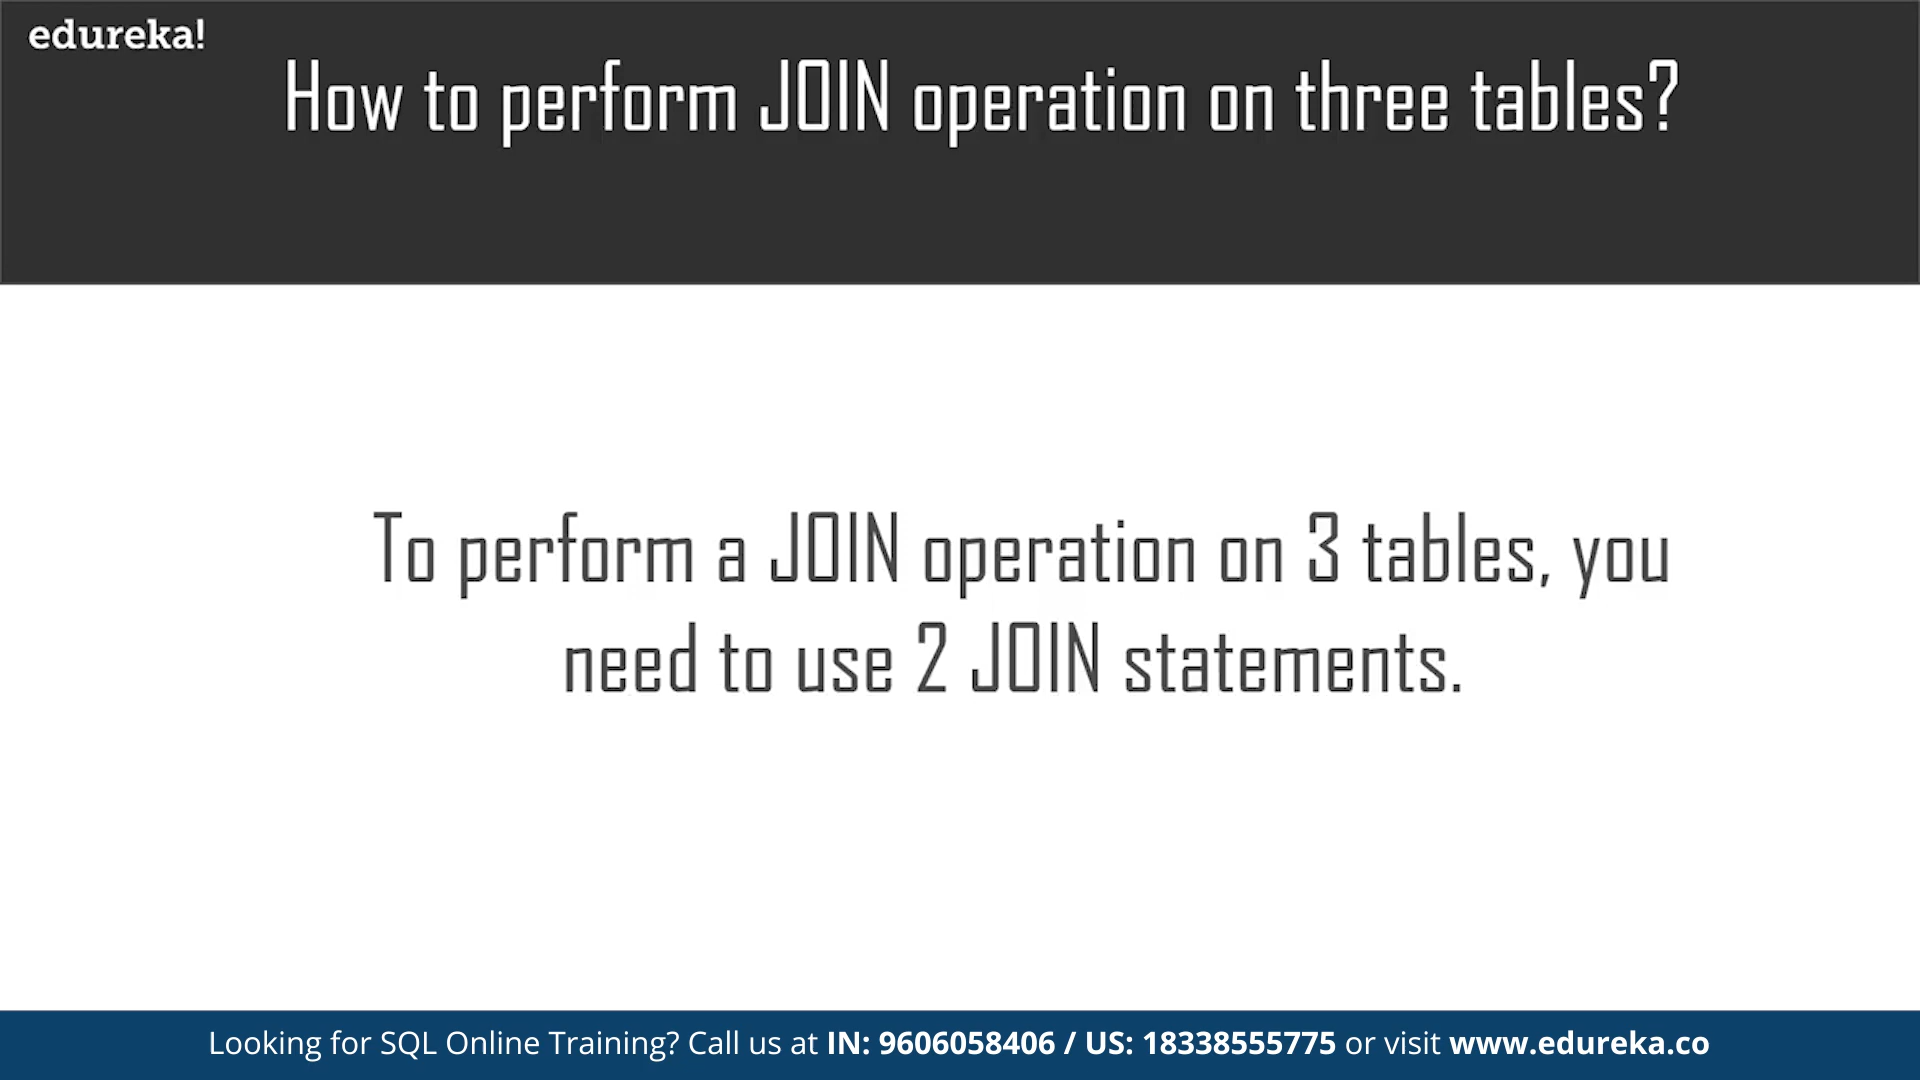 edureka!
How to perform JOIN operation on three tables?
To perform a JOIN operation on 3 tables, you
need to use 2 JOIN statements.
Looking for SQL Online Training? Call us at IN: 9606058406 / US: 18338555775 or visit www.edureka.co